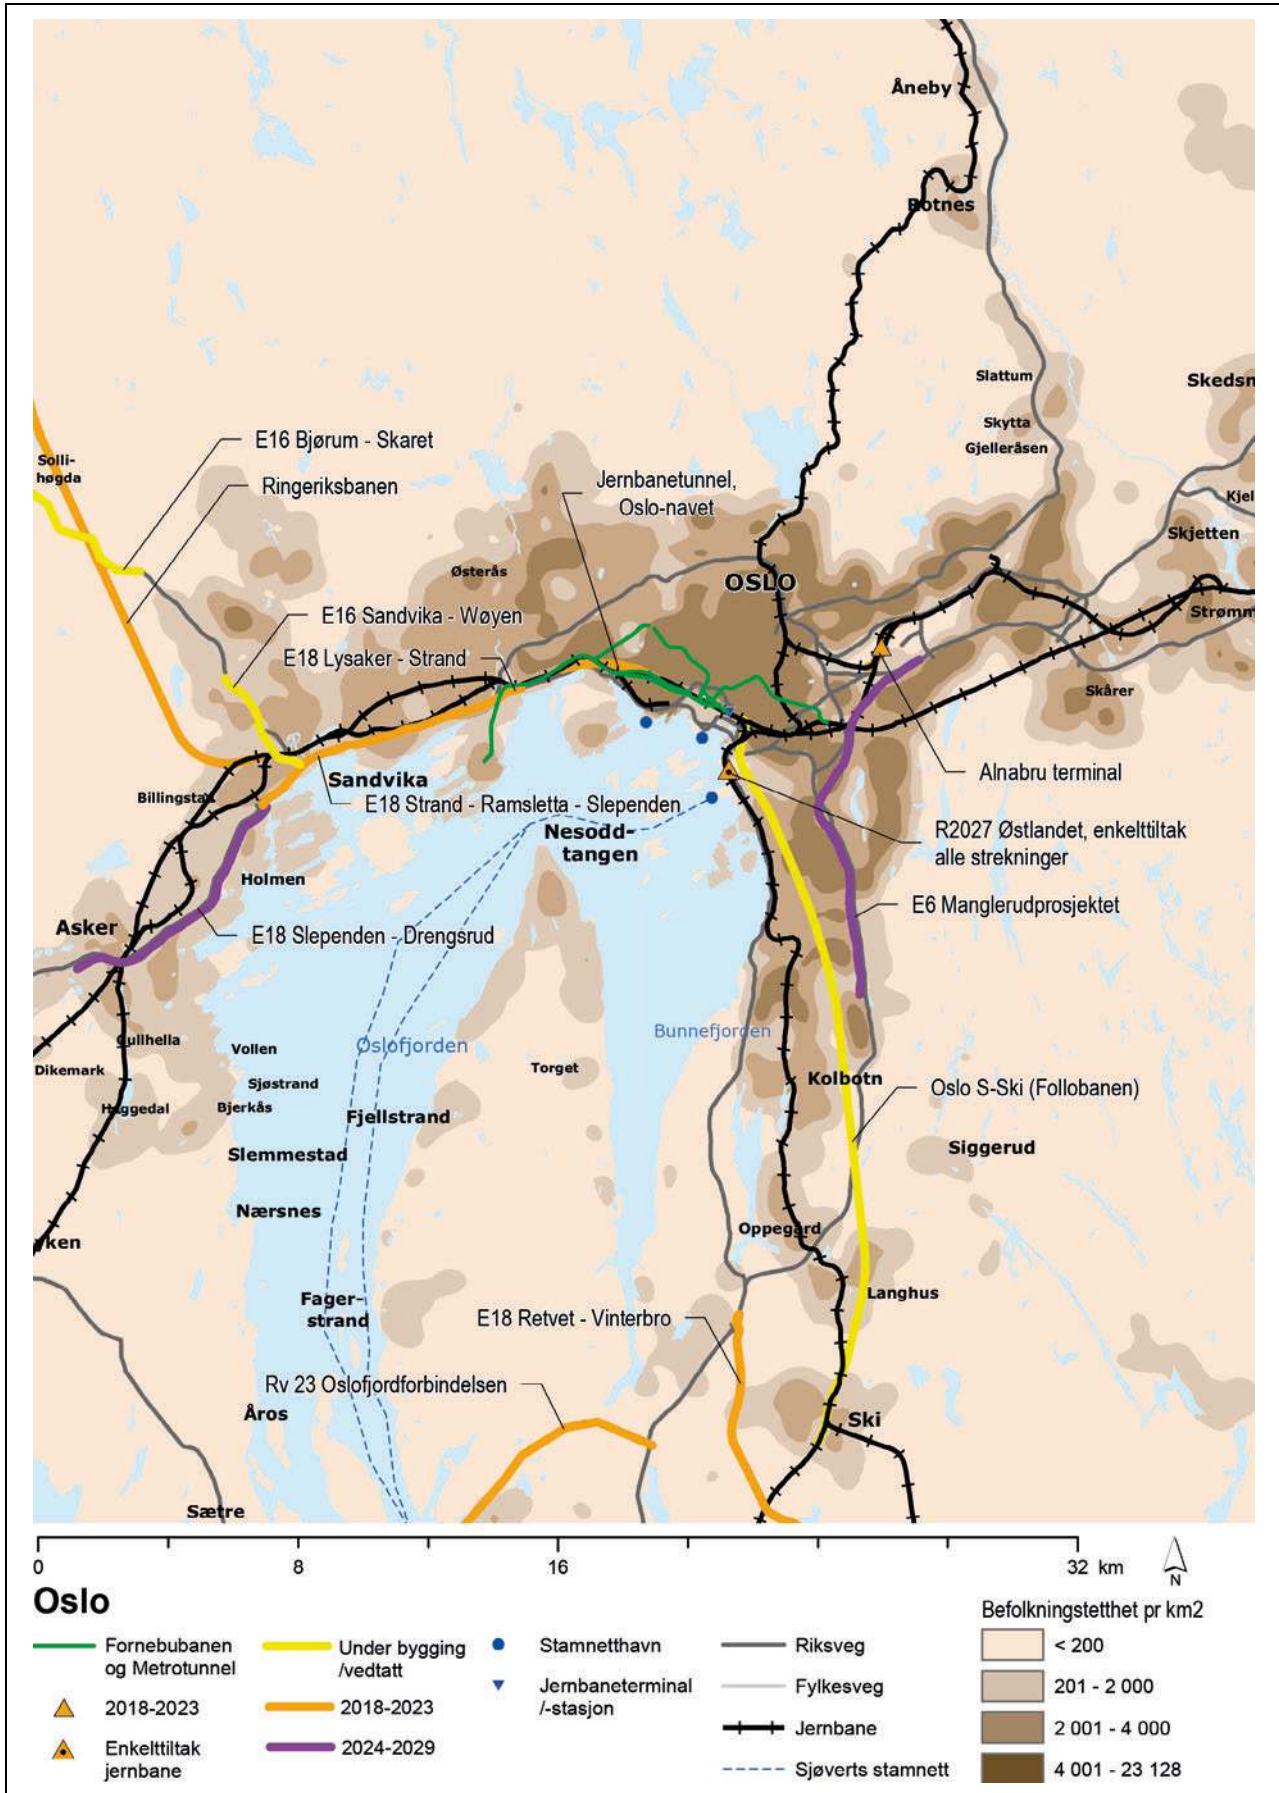 Åneby
Rotnes
Slattum
Skedsm
Skytta
Gjelleråsen
E16 Bjørum - Skaret
Solli-
høgda
Ringeriksbanen
Jernbanetunnel,
Oslo-navet
Kjel
Skjetten
Østerås
OSLO
E16 Sandvika - Wøyen
Strømm
E18 Lysaker - Strand
Skårer
Sandvika
Alnabru terminal
Billingstad
E18 Strand - Ramsletta - Slependen
Nesodd-
tangen
R2027 Østlandet, enkelttiltak
alle strekninger
Holmen
E6 Manglerudprosjektet
Asker
E18 Slependen - Drengsrud
Bunnefjorden
Gullhella
Vollen
Oslofjorden
Dikemark
Torget
Sjøstrand
Kolbotn
Oslo S-Ski (Follobanen)
Heggedal
Bjerkås
Fjellstrand
Slemmestad
Siggerud
Nærsnes
Oppegård
yken
Fager-
strand
Langhus
E18 Retvet - Vinterbro
Rv 23 Oslofjordforbindelsen
Åros
Ski
Sætre
0 8 16 32 km
N
Oslo
Fornebubanen
og Metrotunnel
2018-2023
Enkelttiltak
jernbane
Under bygging
/vedtatt
2018-2023
2024-2029
Stamnetthavn
Jernbaneterminal
/-stasjon
Riksveg
Fylkesveg
Jernbane
Sjøverts stamnett
Befolkningstetthet pr km2
< 200
201 - 2 000
2 001 - 4 000
4 001 - 23 128